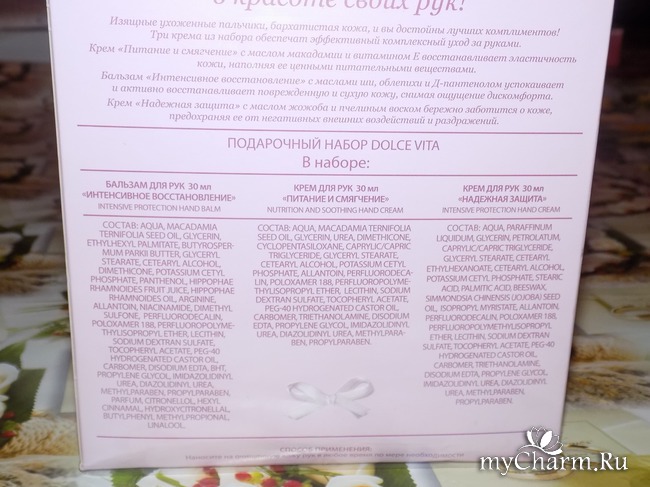 о красоте своих рук!
Изящные ухоженные пальчики, бархатистая кожа, и вы достойны лучших комплиментов!
Три крема из набора обеспечат эффективный комплексный уход за руками.
Крем «Питание и смягчение» с маслом макадамии и витамином Е восстанавливает эластичность
кожи, наполняя ее ценными питательными веществами.
Бальзам «Интенсивное восстановление» с маслами ши, облепихи и Д-пантенолом успокаивает
и активно восстанавливает поврежденную и сухую кожу, снимая ощущение дискомфорта.
Крем «Надежная защита» с маслом жожоба и пчелиным воском бережно заботится о коже,
предохраняя ее от негативных внешних воздействий и раздражений.
ПОДАРОЧНЫЙ НАБОР DOLCE VITA
В наборе:
БАЛЬЗАМ ДЛЯ РУК 30 мл
«ИНТЕНСИВНОЕ ВОССТАНОВЛЕНИЕ»
INTENSIVE PROTECTION HAND BALM
СОСТАВ: AQUA, MACADAMIA
TERNIFOLIA SEED OIL, GLYCERIN,
ETHYLHEXYL PALMITATE, BUTYROSPER-
MUM PARKII BUTTER, GLYCERYL
STEARATE, CETEARYL ALCOHOL,
DIMETHICONE, POTASSIUM CETYL
PHOSPHATE, PANTHENOL, HIPPOPHAE
RHAMNOIDES FRUIT JUICE, HIPPOPHAE
RHAMNOIDES OIL, ARGININE,
ALLANTOIN, NIACINAMIDE, DIMETHYL
SULFONE, PERFLUORODECALIN,
POLOXAMER 188, PERFLUOROPOLYME-
THYLISOPROPYL ETHER, LECITHIN,
SODIUM DEXTRAN SULFATE,
TOCOPHERYL ACETATE, PEG-40
HYDROGENATED CASTOR OIL,
CARBOMER, DISODIUM EDTA, BHT,
PROPYLENE GLYCOL, IMIDAZOLIDINYL
UREA, DIAZOLIDINYL UREA,
METHYLPARABEN, PROPYLPARABEN,
PARFUM, CITRONELLOL, HEXYL
CINNAMAL, HYDROXYCITRONELLAL,
BUTYLPHENYL METHYLPROPIONAL,
LINALOOL.
КРЕМ ДЛЯ РУК 30 мл
«ПИТАНИЕ И СМЯГЧЕНИЕ»
NUTRITION AND SOOTHING HAND CREAM
СОСТАВ: AQUA, MACADAMIA TERNIFOLIA
SEED OIL, GLYCERIN, UREA, DIMETHICONE,
CYCLOPENTASILOXANE, CAPRYLIC/CAPRIC
TRIGLYCERIDE, GLYCERYL STEARATE,
CETEARYL ALCOHOL, POTASSIUM CETYL
PHOSPHATE, ALLANTOIN, PERFLUORODECA-
LIN, POLOXAMER 188, PERFLUOROPOLYME-
THYLISOPROPYL ETHER, LECITHIN, SODIUM
DEXTRAN SULFATE, TOCOPHERYL ACETATE,
PEG-40 HYDROGENATED CASTOR OIL,
CARBOMER, TRIETHANOLAMINE, DISODIUM
EDTA, PROPYLENE GLYCOL, IMIDAZOLIDINYL
UREA, DIAZOLIDINYL UREA, METHYLPARA-
BEN, PROPYLPARABEN.
КРЕМ ДЛЯ РУК 30 мл
«НАДЕЖНАЯ ЗАЩИТА»
INTENSIVE PROTECTION HAND CREAM
СОСТАВ: AQUA, PARAFFINUM
LIQUIDUM, GLYCERIN, PETROLATUM,
CAPRYLIC/CAPRIC TRIGLYCERIDE,
GLYCERYL STEARATE, CETEARYL
ETHYLHEXANOATE, CETEARYL ALCOHOL,
POTASSIUM CETYL PHOSPHATE, STEARIC
ACID, PALMITIC ACID, BEESWAX,
SIMMONDSIA CHINENSIS (JOJOBA) SEED
OIL, ISOPROPYL MYRISTATE, ALLANTOIN,
PERFLUORODECALIN, POLOXAMER 188,
PERFLUOROPOLYMETHYLISOPROPYL
ETHER, LECITHIN, SODIUM DEXTRAN
SULFATE, TOCOPHERYL ACETATE, PEG-40
HYDROGENATED CASTOR OIL,
CARBOMER, TRIETHANOLAMINE,
DISODIUM EDTA, PROPYLENE GLYCOL,
IMIDAZOLIDINYL UREA, DIAZOLIDINYL
UREA, METHYLPARABEN,
PROPYLPARABEN.
СПОСОБ ПРИМЕНЕНИЯ:
кожу рук в любое время по мере необходимости
myCharm.Ru